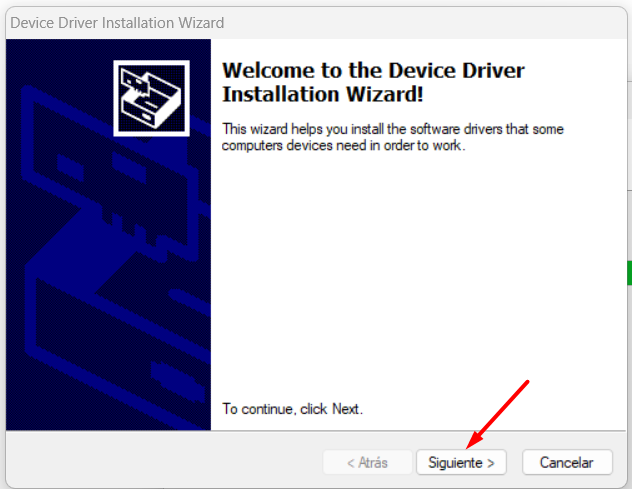 Device Driver Installation Wizard
Welcome to the Device Driver
Installation Wizard!
This wizard helps you install the software drivers that some
computers devices need in order to work.
To continue, click Next.
< Atrás
Siguiente >
Cancelar